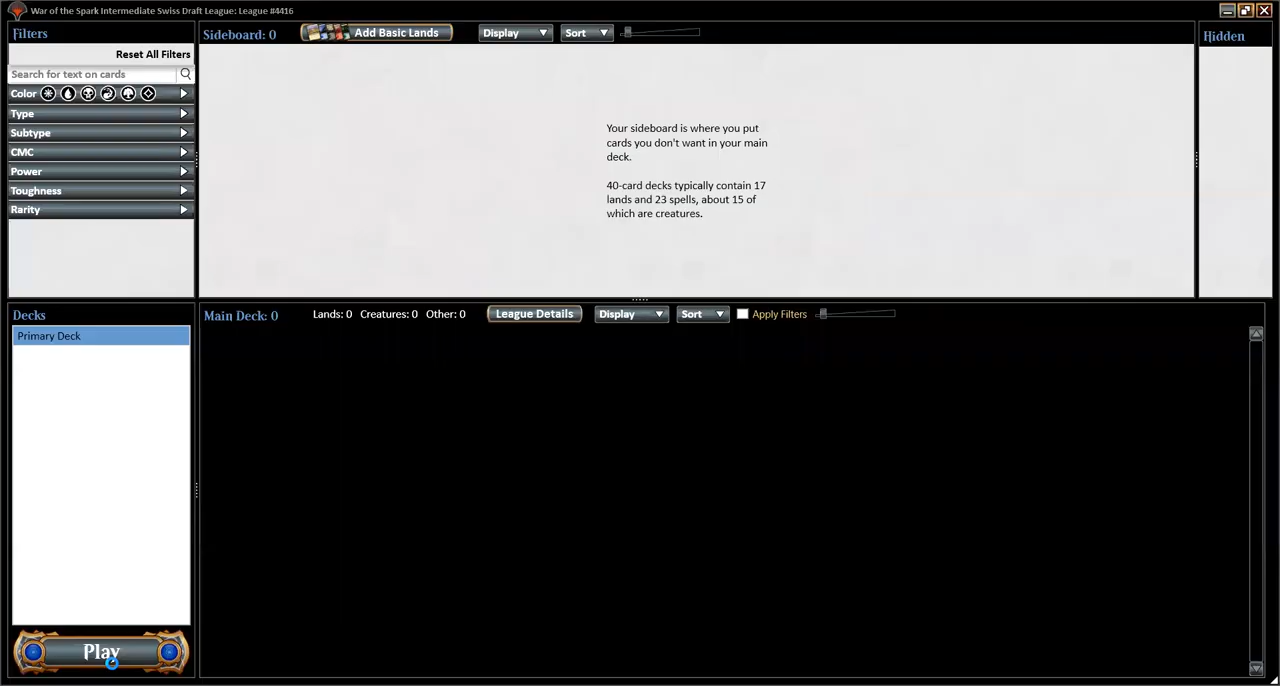 War of the Spark Intermediate Swiss Draft League: League #4416
Filters
Reset All Filters
Search for text on cards
Color
Type
Subtype
CMC
Power
Toughness
Rarity
Sideboard: 0
Add Basic Lands
Display
Sort
Hidden
Your sideboard is where you put
cards you don't want in your main
deck.
40-card decks typically contain 17
lands and 23 spells, about 15 of
which are creatures.
Decks
Primary Deck
Play
Main Deck: 0
Lands: 0 Creatures: 0 Other: 0
League Details
Display
Sort
Apply Filters